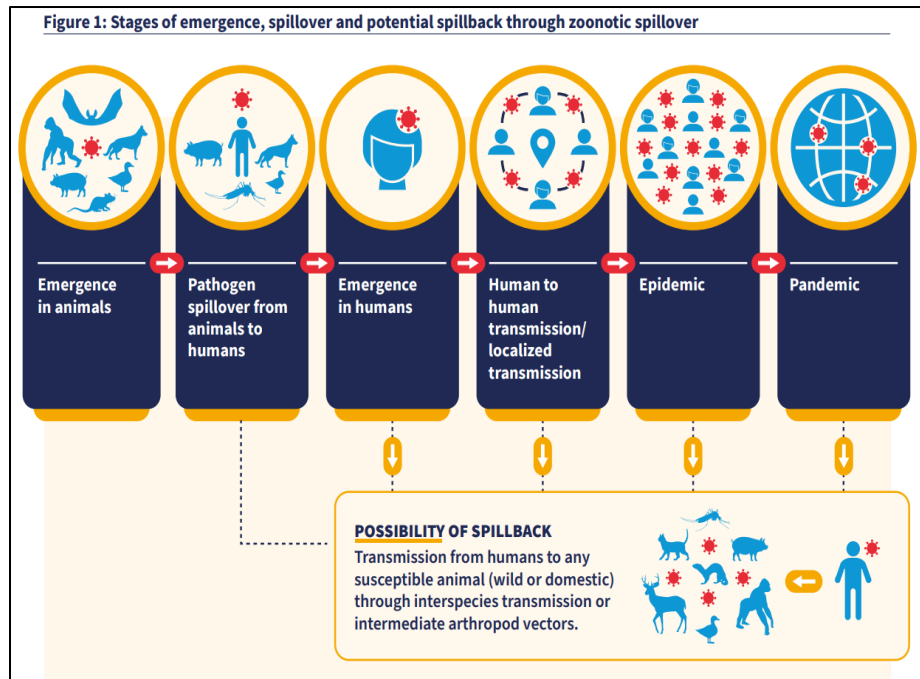 Figure 1: Stages of emergence, spillover and potential spillback through zoonotic spillover
Emergence
in animals
Pathogen
spillover from
animals to
humans
Emergence
in humans
Human to
human
transmission/
localized
transmission
Epidemic
Pandemic
POSSIBILITY OF SPILLBACK
Transmission from humans to any
susceptible animal (wild or domestic)
through interspecies transmission or
intermediate arthropod vectors.